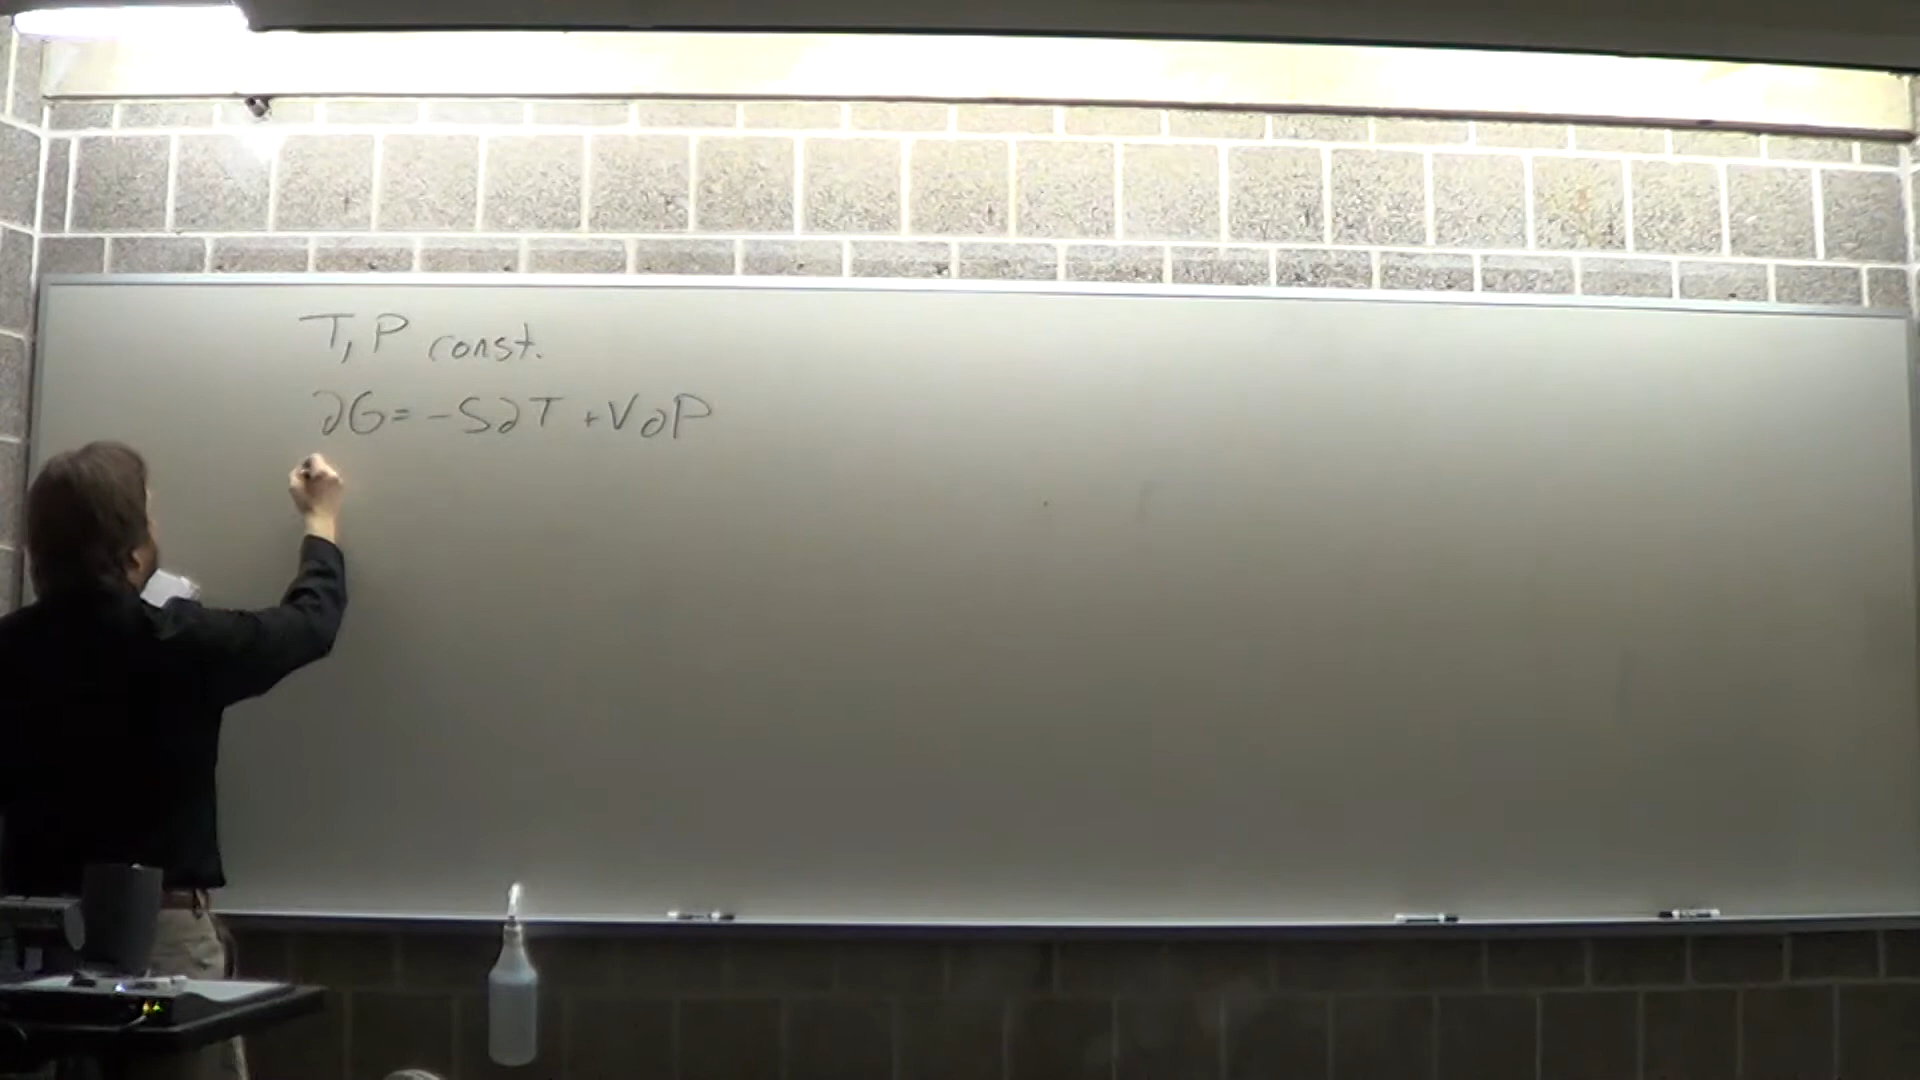 T, P const.
∂G = -S∂T + V∂P